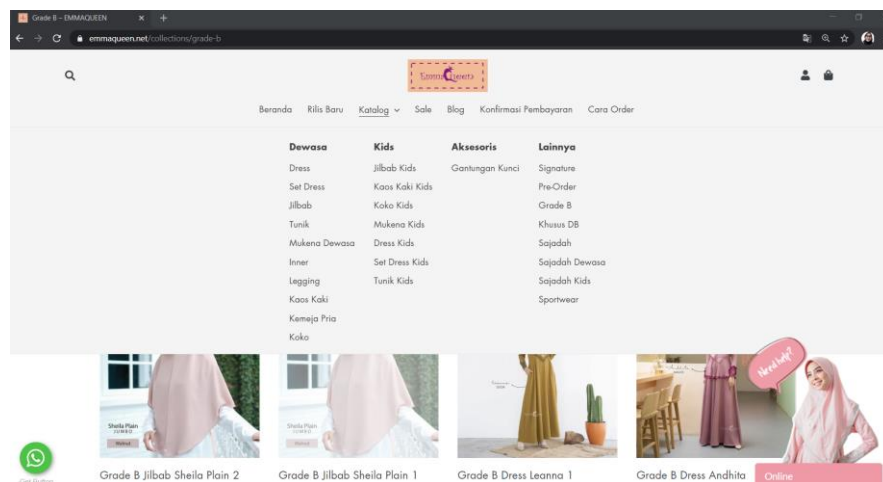 Grade B – EMMAQUEEN
emmaqueen.net/collections/grade-b
Beranda Rilis Baru Katalog Sale Blog Konfirmasi Pembayaran Cara Order
Dewasa
Dress
Set Dress
Jilbab
Tunik
Mukena Dewasa
Inner
Legging
Kaos Kaki
Kemeja Pria
Koko
Kids
Jilbab Kids
Kaos Kaki Kids
Koko Kids
Mukena Kids
Dress Kids
Set Dress Kids
Tunik Kids
Aksesoris
Gantungan Kunci
Lainnya
Signature
Pre-Order
Grade B
Khusus DB
Sajadah
Sajadah Dewasa
Sajadah Kids
Sportwear
Need help?
Sheila Plain
Sheila Plain
Grade B Jilbab Sheila Plain 2
Grade B Jilbab Sheila Plain 1
Grade B Dress Leanna 1
Grade B Dress Andhita
Online